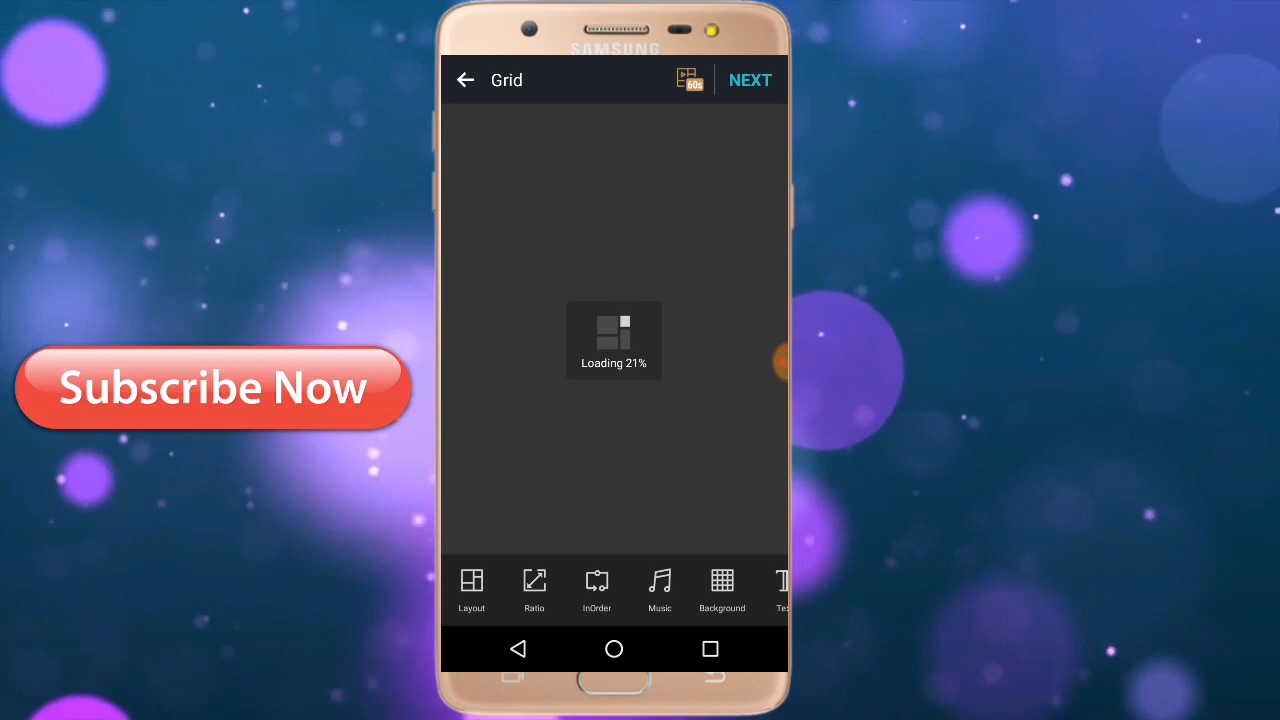 SAMSUNG
Grid
60s
NEXT
Subscribe Now
Loading 21%
Layout
Ratio
InOrder
Music
Background